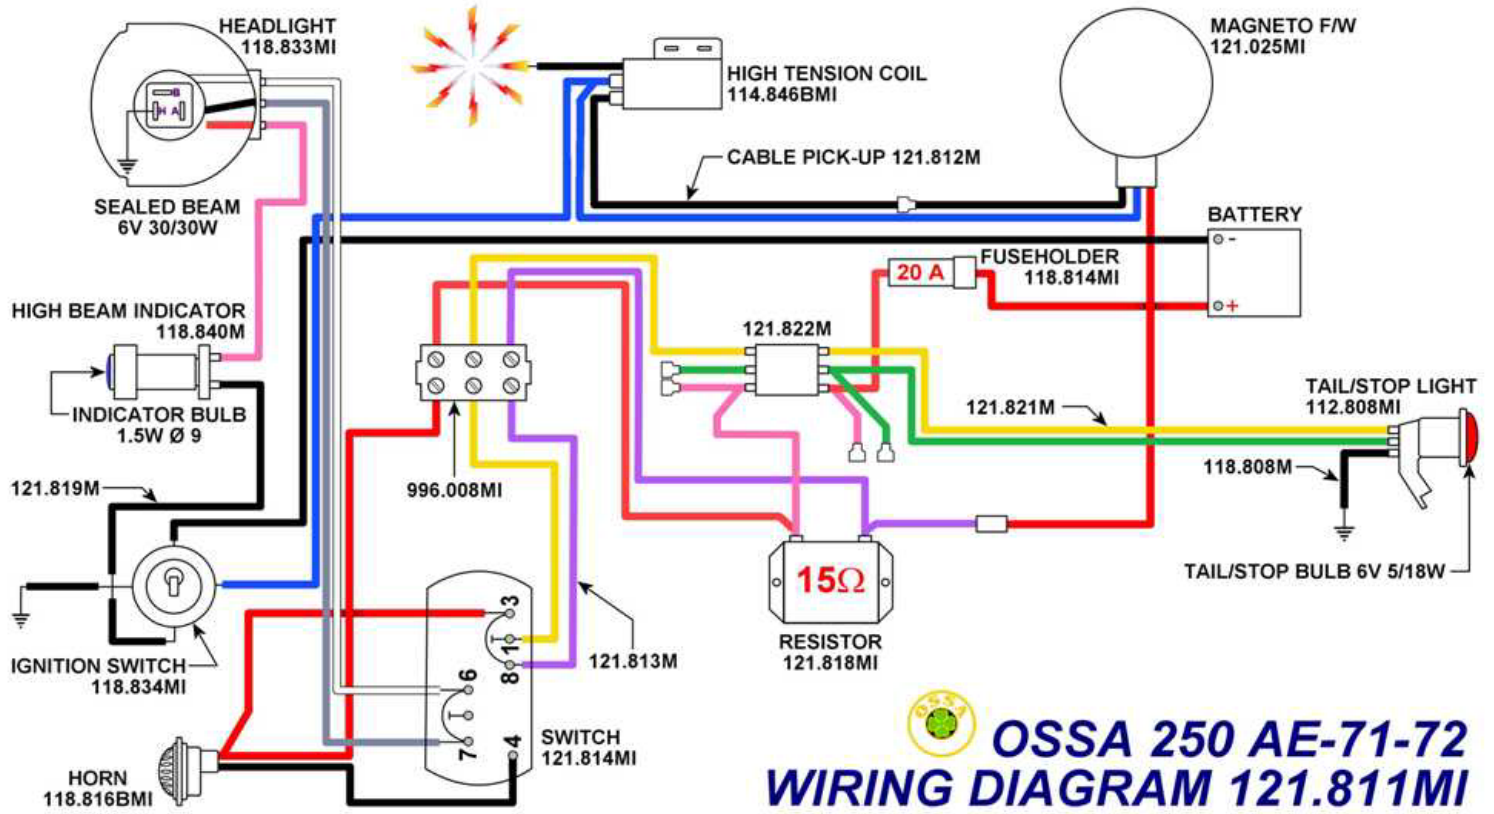 HEADLIGHT
118.833MI
B
H A
SEALED BEAM
6V 30/30W
HIGH TENSION COIL
114.846BMI
MAGNETO F/W
121.025MI
CABLE PICK-UP 121.812M
BATTERY
-
+
FUSEHOLDER
118.814MI
20 A
HIGH BEAM INDICATOR
118.840M
INDICATOR BULB
1.5W Ø 9
121.822M
TAIL/STOP LIGHT
112.808MI
121.821M
118.808M
121.819M
996.008MI
TAIL/STOP BULB 6V 5/18W
15Ω
RESISTOR
121.818MI
3
1
8
6
7
4
121.813M
IGNITION SWITCH
118.834MI
SWITCH
121.814MI
HORN
118.816BMI
OSSA
OSSA 250 AE-71-72
WIRING DIAGRAM 121.811MI